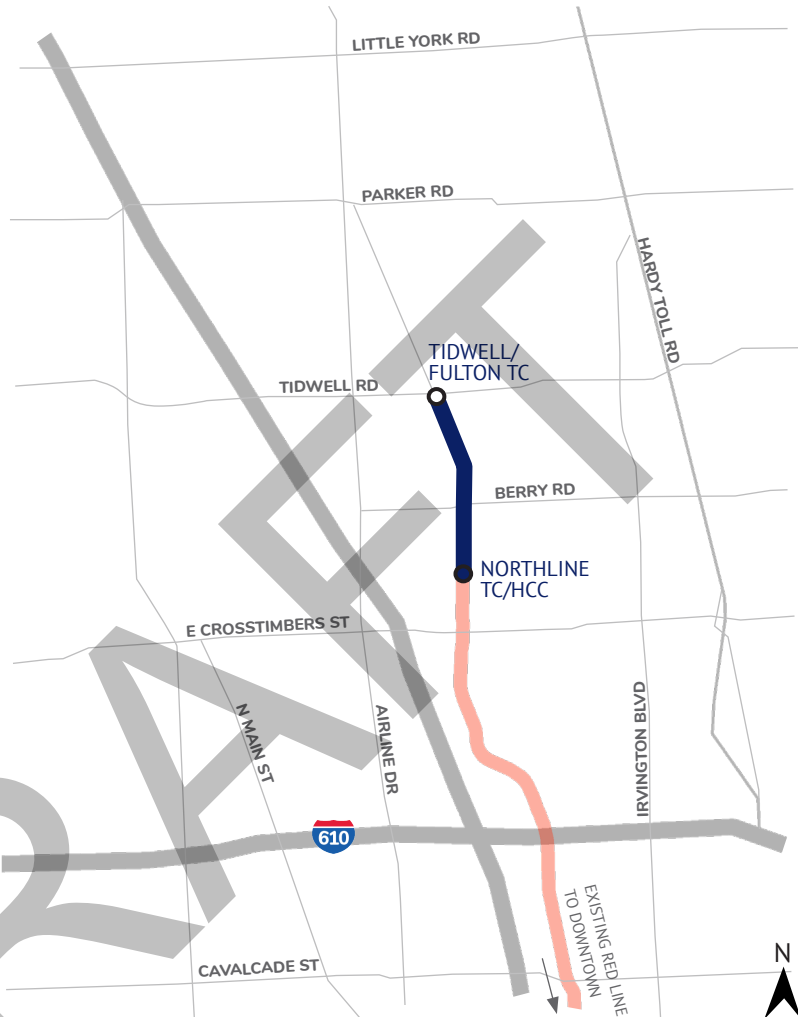 LITTLE YORK RD
PARKER RD
HARDY TOLL RD
TIDWELL/
FULTON TC
TIDWELL RD
BERRY RD
NORTHLINE
TC/HCC
E CROSSTIMBERS ST
N MAIN ST
AIRLINE DR
IRVINGTON BLVD
610
EXISTING RED LINE
TO DOWNTOWN
CAVALCADE ST
N
RAFT